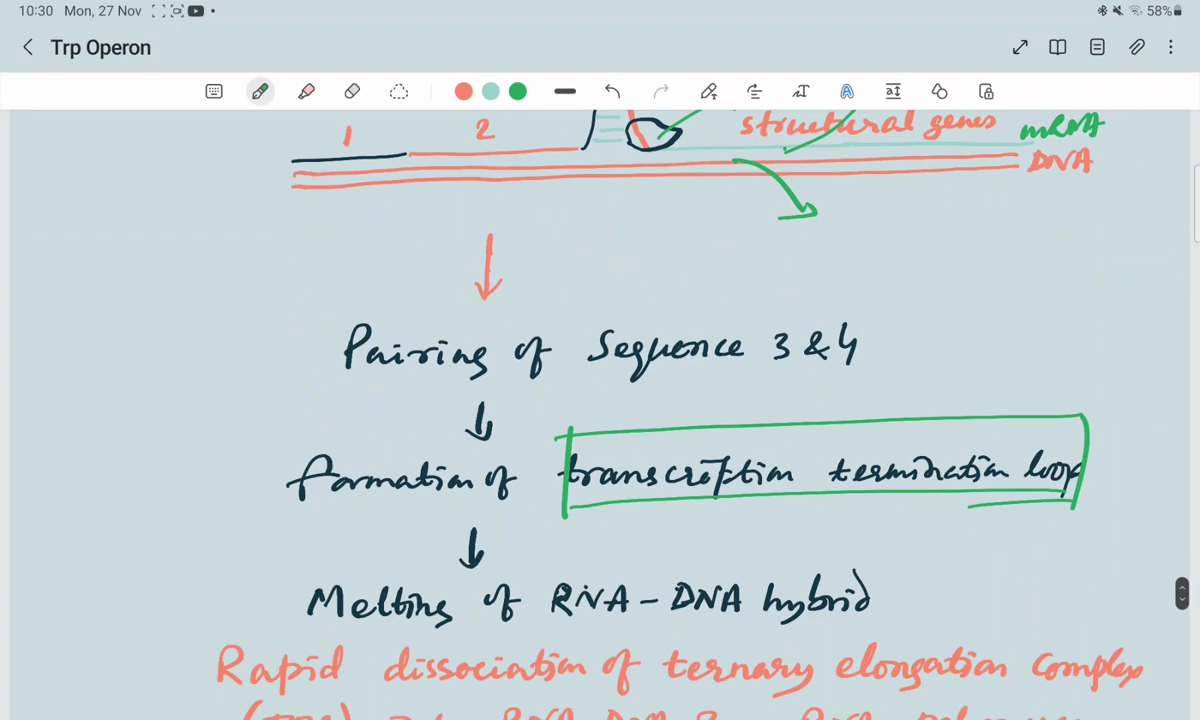 10:30 Mon, 27 Nov 58%
Trp Operon
1 2 structural genes mRNA
DNA
Pairing of Sequence 3 & 4
Formation of transcription termination loop
Melting of RNA - DNA hybrid
Rapid dissociation of ternary elongation Complex